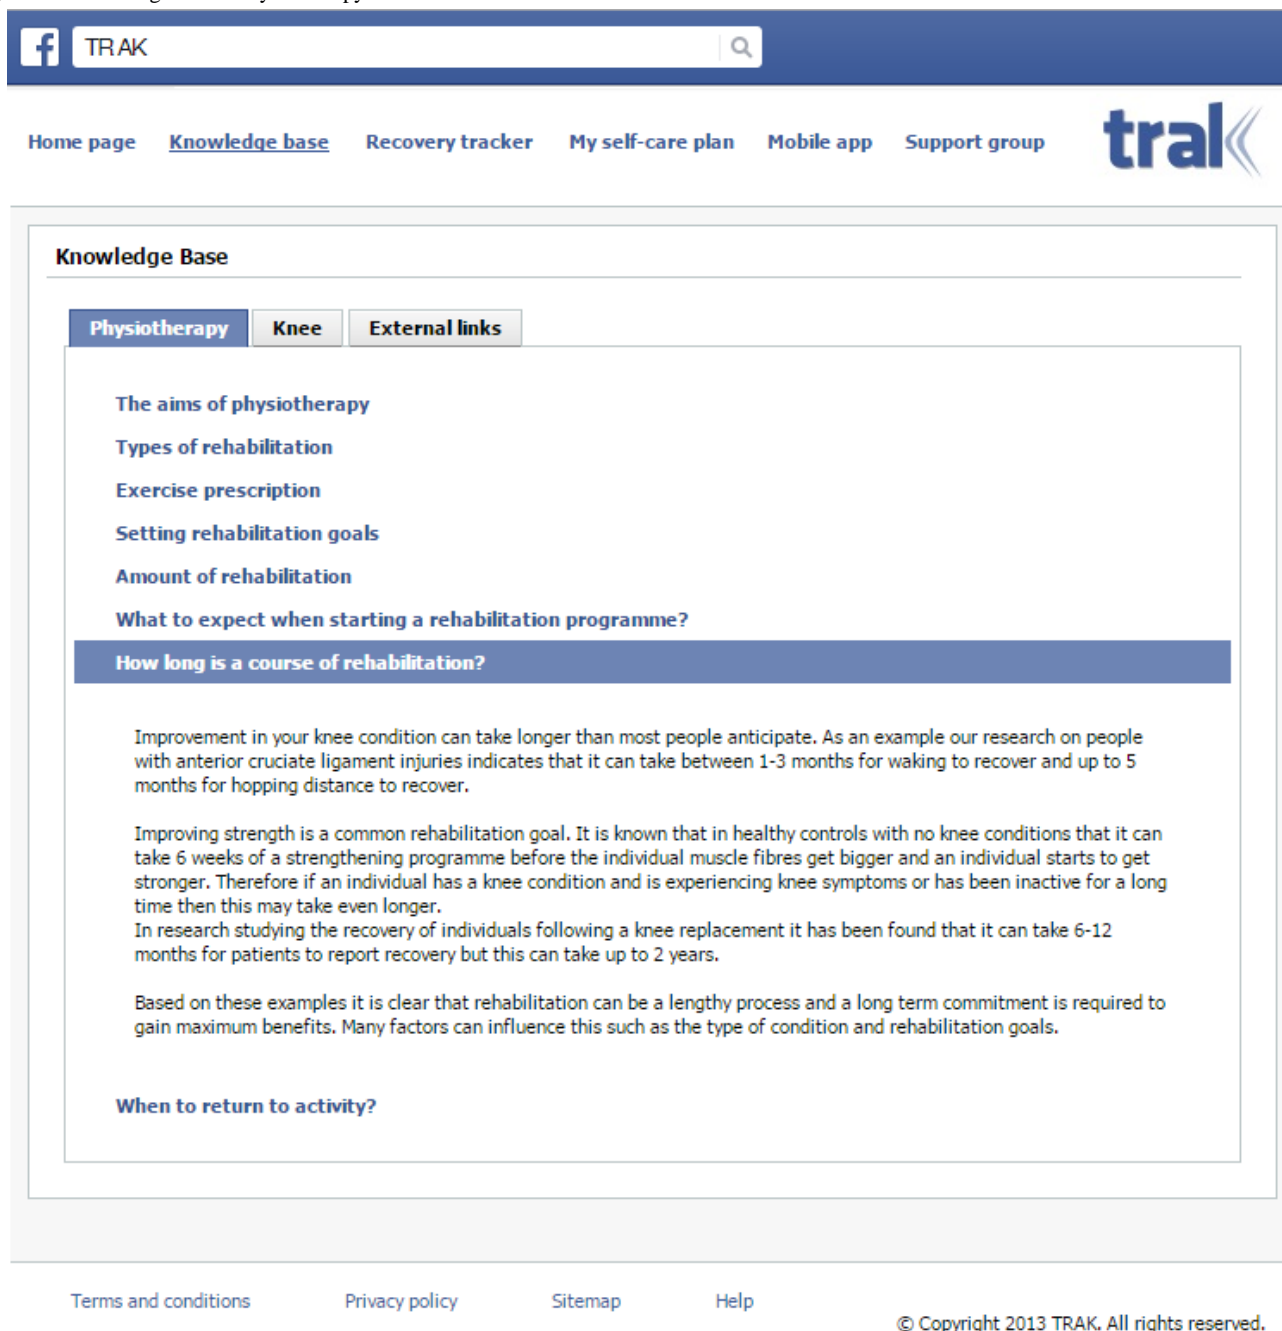 TRAK
Home page Knowledge base Recovery tracker My self-care plan Mobile app Support group trak
Knowledge Base
Physiotherapy Knee External links
The aims of physiotherapy
Types of rehabilitation
Exercise prescription
Setting rehabilitation goals
Amount of rehabilitation
What to expect when starting a rehabilitation programme?
How long is a course of rehabilitation?
Improvement in your knee condition can take longer than most people anticipate. As an example our research on people
with anterior cruciate ligament injuries indicates that it can take between 1-3 months for waking to recover and up to 5
months for hopping distance to recover.
Improving strength is a common rehabilitation goal. It is known that in healthy controls with no knee conditions that it can
take 6 weeks of a strengthening programme before the individual muscle fibres get bigger and an individual starts to get
stronger. Therefore if an individual has a knee condition and is experiencing knee symptoms or has been inactive for a long
time then this may take even longer.
In research studying the recovery of individuals following a knee replacement it has been found that it can take 6-12
months for patients to report recovery but this can take up to 2 years.
Based on these examples it is clear that rehabilitation can be a lengthy process and a long term commitment is required to
gain maximum benefits. Many factors can influence this such as the type of condition and rehabilitation goals.
When to return to activity?
Terms and conditions Privacy policy Sitemap Help
© Copyright 2013 TRAK. All rights reserved.